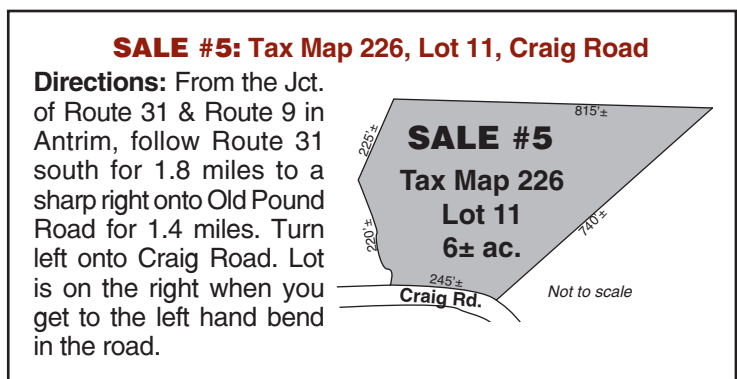 SALE #5: Tax Map 226, Lot 11, Craig Road
Directions: From the Jct.
of Route 31 & Route 9 in
Antrim, follow Route 31
south for 1.8 miles to a
sharp right onto Old Pound
Road for 1.4 miles. Turn
left onto Craig Road. Lot
is on the right when you
get to the left hand bend
in the road.
815'±
225'±
SALE #5
Tax Map 226
Lot 11
6± ac.
220'±
740'±
245'±
Craig Rd.
Not to scale